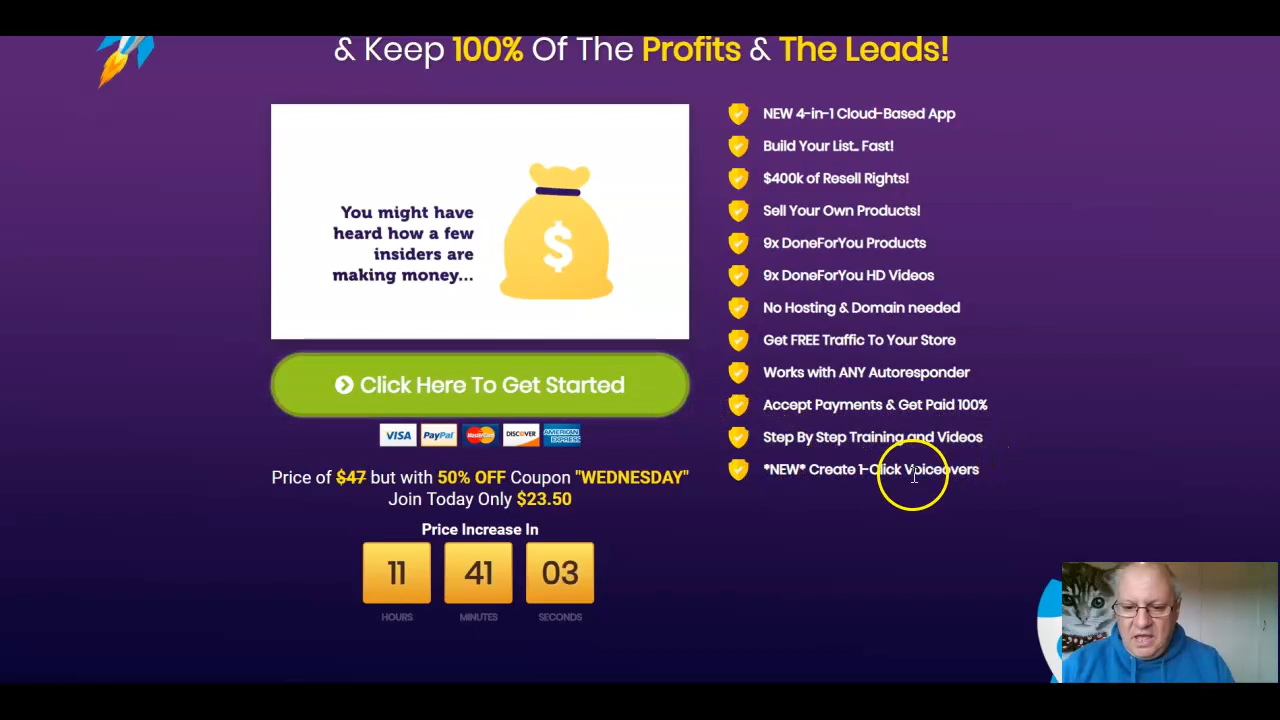 & Keep 100% Of The Profits & The Leads!
You might have
heard how a few
insiders are
making money...
$
Click Here To Get Started
VISA PayPal MasterCard DISCOVER AMERICAN EXPRESS
Price of $47 but with 50% OFF Coupon "WEDNESDAY"
Join Today Only $23.50
Price Increase In
11 41 03
HOURS MINUTES SECONDS
NEW 4-in-1 Cloud-Based App
Build Your List.. Fast!
$400k of Resell Rights!
Sell Your Own Products!
9x DoneForYou Products
9x DoneForYou HD Videos
No Hosting & Domain needed
Get FREE Traffic To Your Store
Works with ANY Autoresponder
Accept Payments & Get Paid 100%
Step By Step Training and Videos
*NEW* Create 1-Click Voiceovers